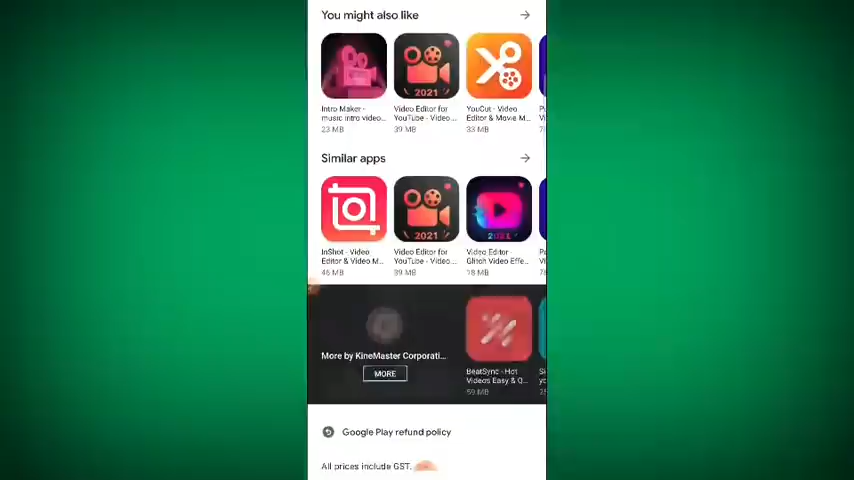 You might also like
Intro Maker -
music intro video...
23 MB
Video Editor for
YouTube - Video...
39 MB
YouCut - Video
Editor & Movie M...
33 MB
2021
Similar apps
InShot - Video
Editor & Video M...
46 MB
Video Editor for
YouTube - Video...
39 MB
Video Editor -
Glitch Video Effe...
18 MB
2021
2021
More by KineMaster Corporati...
MORE
BeatSync - Hot
Videos Easy & Q...
59 MB
Google Play refund policy
All prices include GST.